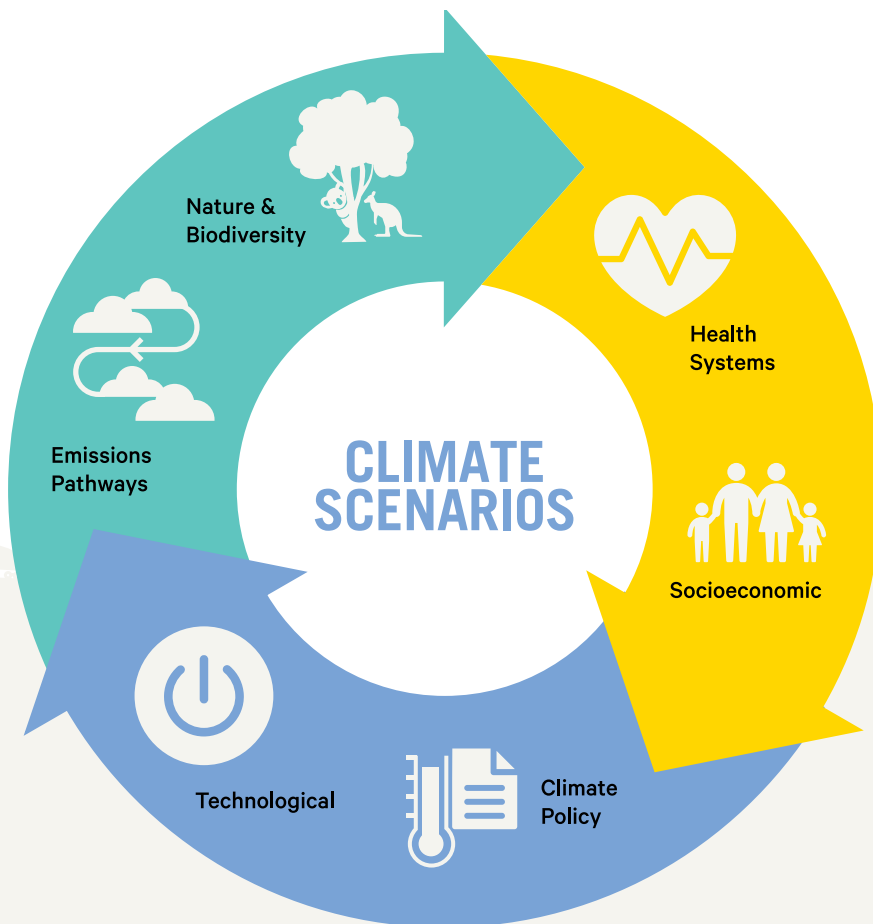 Nature &
Biodiversity
Health
Systems
Emissions
Pathways
CLIMATE
SCENARIOS
Socioeconomic
Technological
Climate
Policy